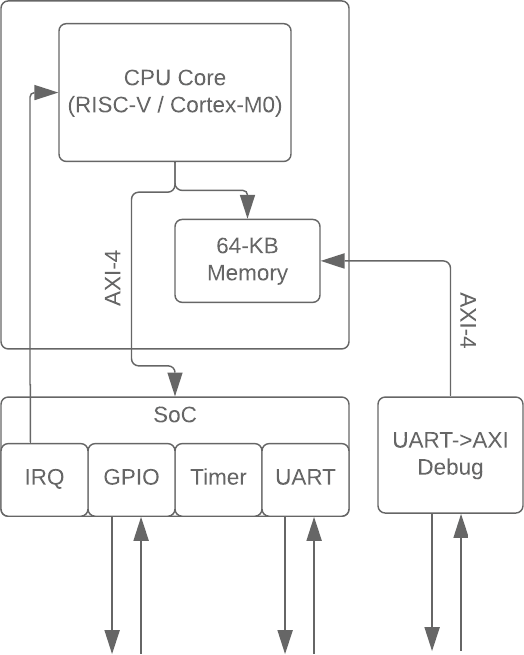 CPU Core
(RISC-V / Cortex-M0)
64-KB
Memory
AXI-4
AXI-4
SoC
IRQ
GPIO
Timer
UART
UART->AXI
Debug